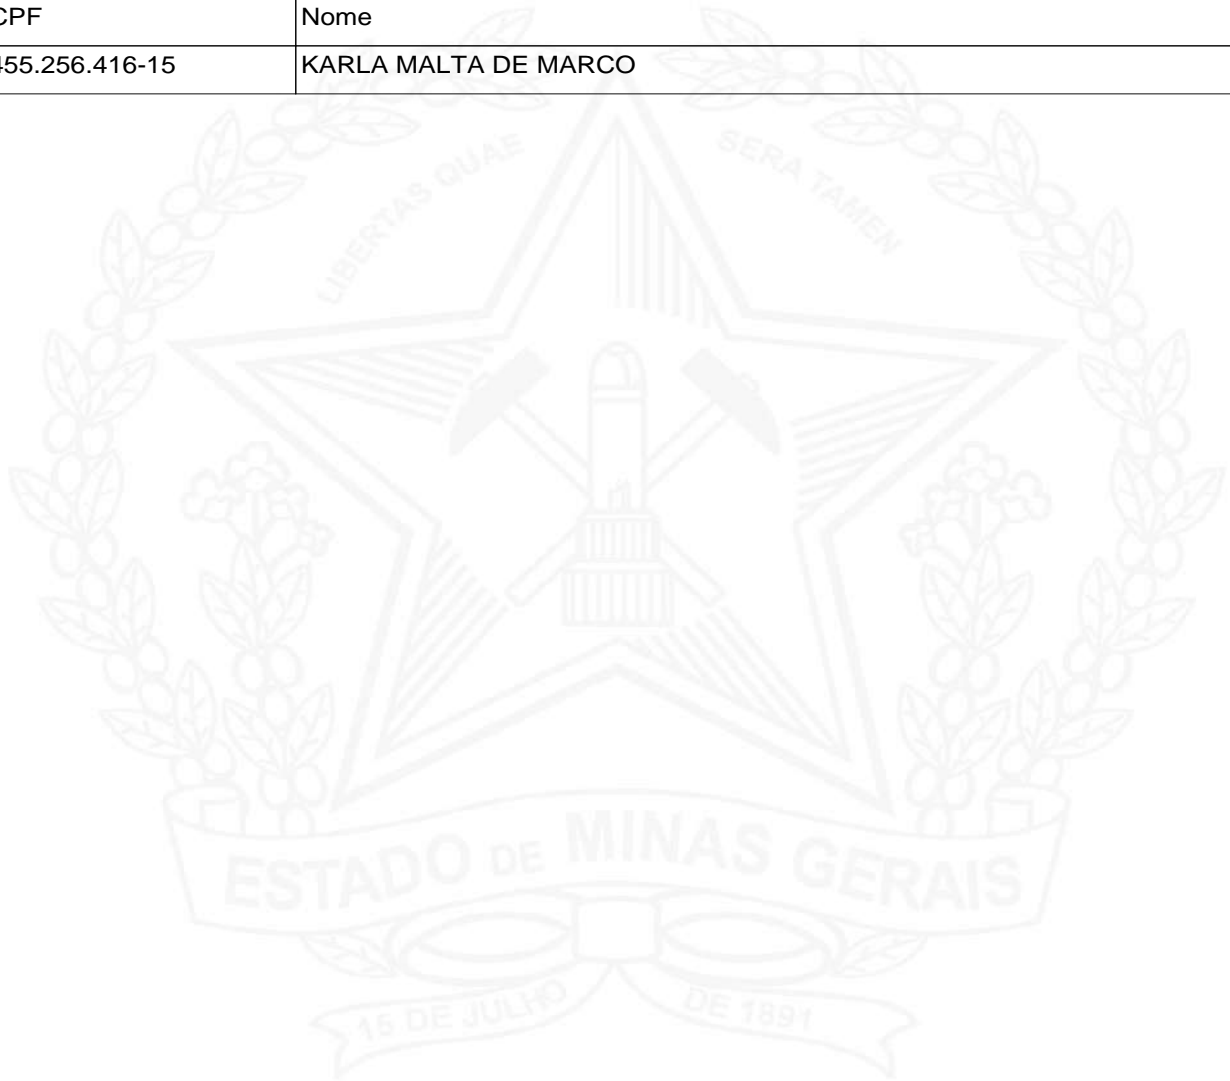 CPF Nome
455.256.416-15 KARLA MALTA DE MARCO
LIBERTAS QUAE SERA TAMEN
ESTADO DE MINAS GERAIS
15 DE JULHO DE 1891